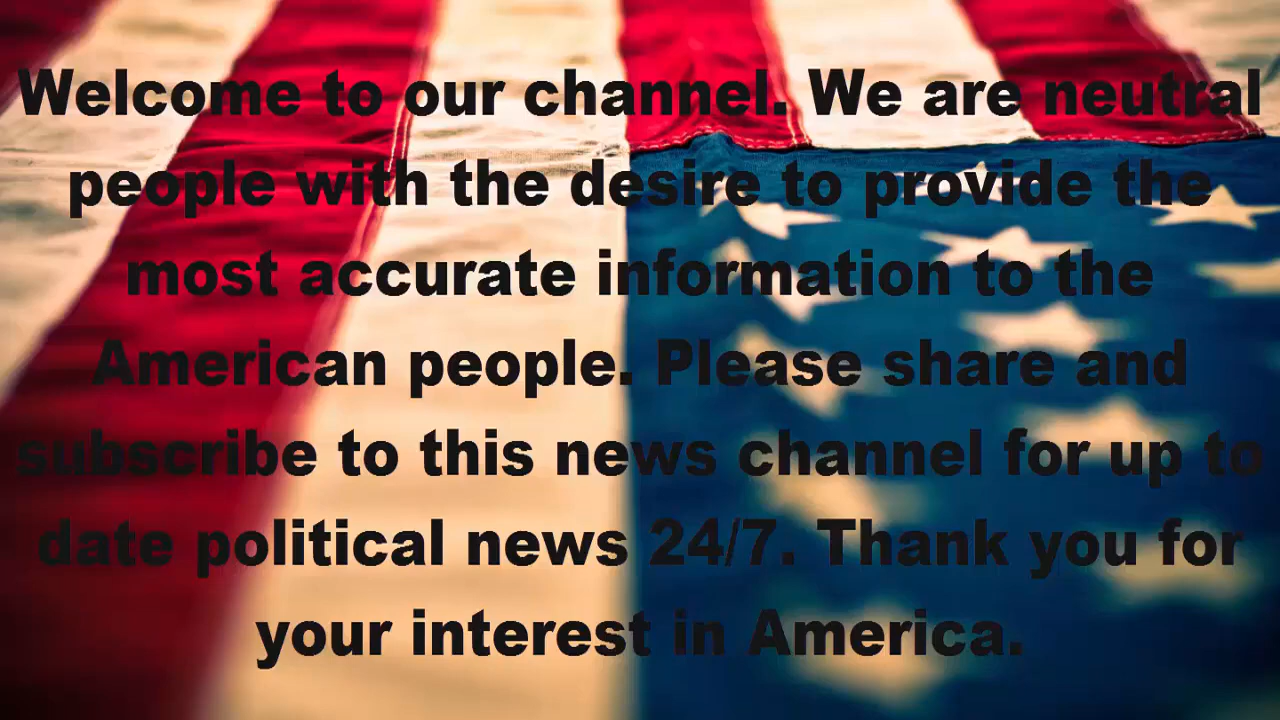 Welcome to our channel. We are neutral
people with the desire to provide the
most accurate information to the
American people. Please share and
subscribe to this news channel for up to
date political news 24/7. Thank you for
your interest in America.